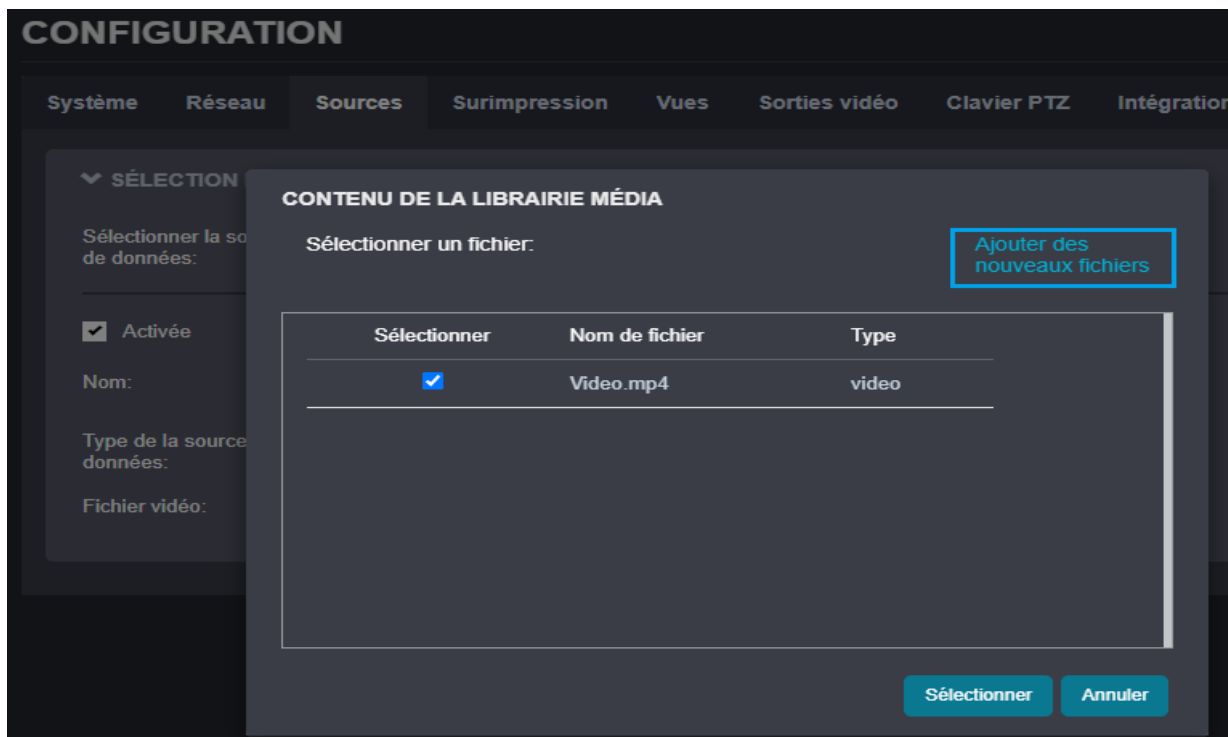 CONFIGURATION
Système Réseau Sources Surimpression Vues Sorties vidéo Clavier PTZ Intégration
SÉLECTION
CONTENU DE LA LIBRAIRIE MÉDIA
Sélectionner la so
de données:
Sélectionner un fichier:
Ajouter des
nouveaux fichiers
Activée
Sélectionner Nom de fichier Type
Video.mp4 video
Nom:
Type de la source
données:
Fichier vidéo:
Sélectionner Annuler